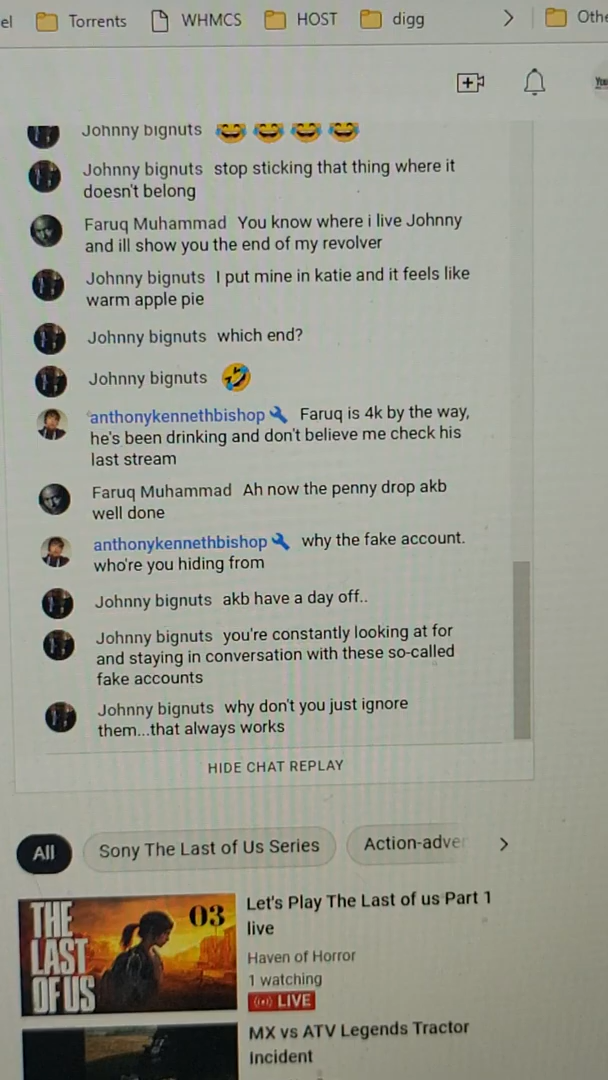 el Torrents WHMCS HOST digg Othe
Johnny bignuts 😂😂😂😂
Johnny bignuts stop sticking that thing where it
doesn't belong
Faruq Muhammad You know where i live Johnny
and ill show you the end of my revolver
Johnny bignuts I put mine in katie and it feels like
warm apple pie
Johnny bignuts which end?
Johnny bignuts 🤣
anthonykennethbishop 🔧 Faruq is 4k by the way,
he's been drinking and don't believe me check his
last stream
Faruq Muhammad Ah now the penny drop akb
well done
anthonykennethbishop 🔧 why the fake account.
who're you hiding from
Johnny bignuts akb have a day off..
Johnny bignuts you're constantly looking at for
and staying in conversation with these so-called
fake accounts
Johnny bignuts why don't you just ignore
them...that always works
HIDE CHAT REPLAY
All Sony The Last of Us Series Action-adver
THE
LAST
OF US
03
Let's Play The Last of us Part 1
live
Haven of Horror
1 watching
LIVE
MX vs ATV Legends Tractor
Incident